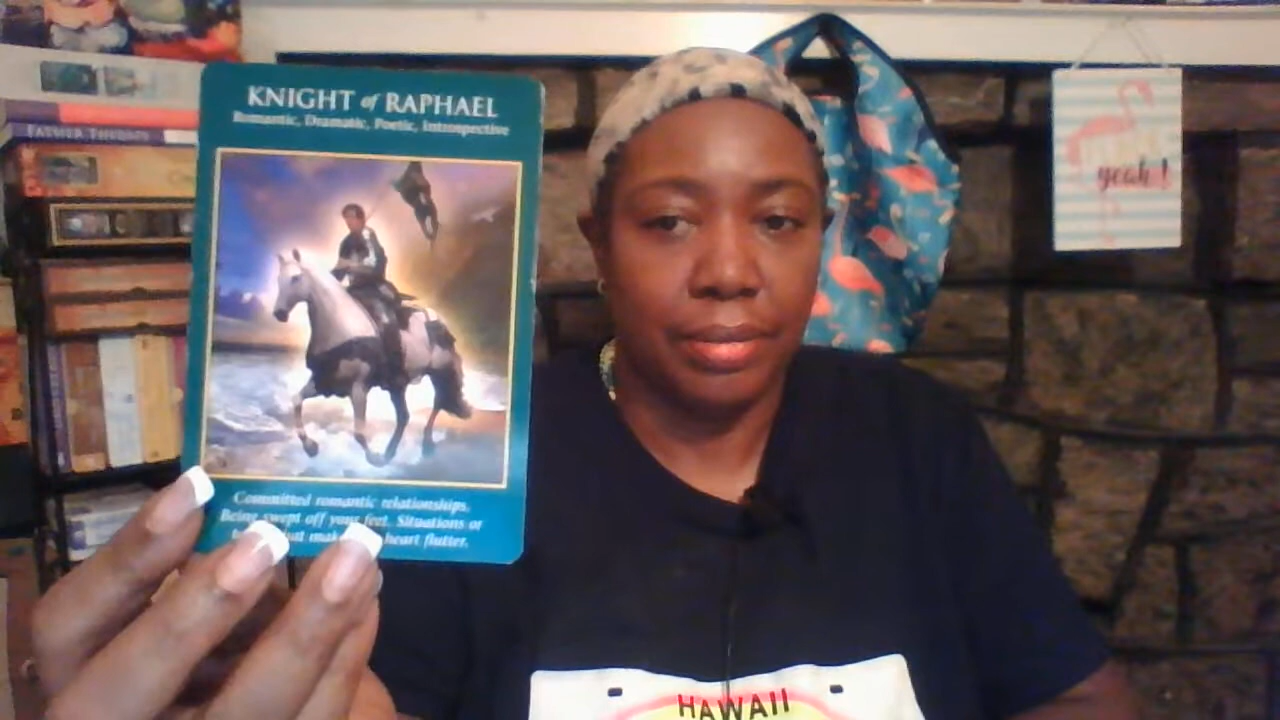 KNIGHT of RAPHAEL
Romantic, Dramatic, Poetic, Introspective
Committed romantic relationships.
Being swept off your feet. Situations or
heart flutter.
yeah!
HAWAII